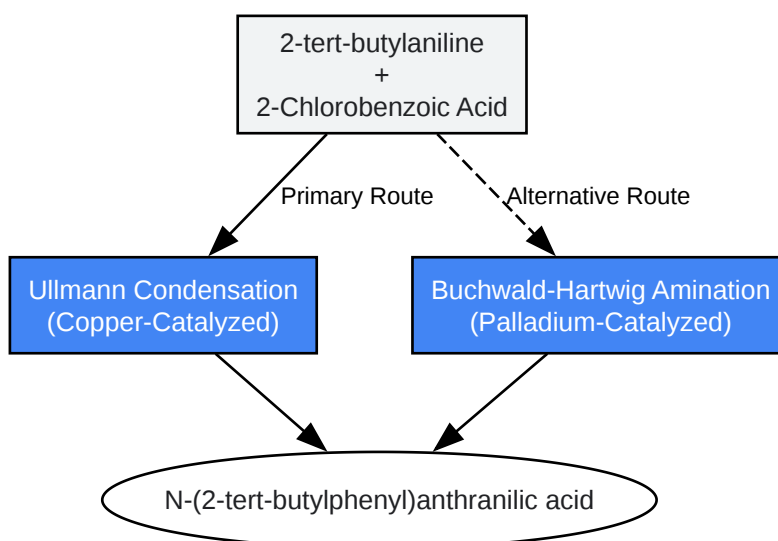 2-tert-butylaniline
+
2-Chlorobenzoic Acid
Primary Route
Alternative Route
Ullmann Condensation
(Copper-Catalyzed)
Buchwald-Hartwig Amination
(Palladium-Catalyzed)
N-(2-tert-butylphenyl)anthranilic acid